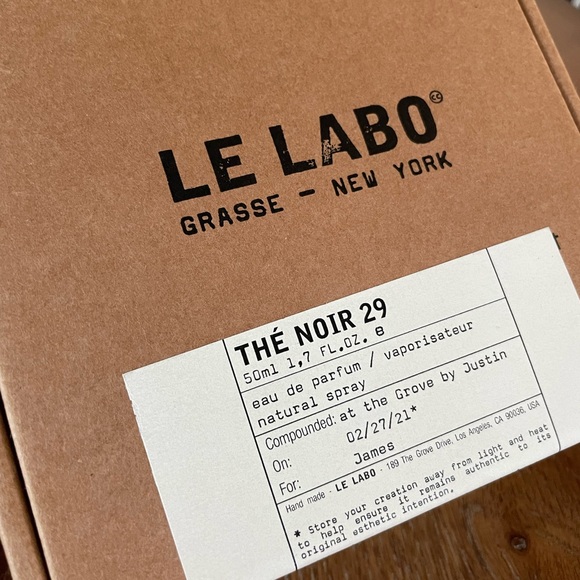 LE LABO
GRASSE - NEW YORK
THÉ NOIR 29
50ml 1,7 FL.OZ. e
eau de parfum / vaporisateur
natural spray
Compounded: at the Grove by Justin
On: 02/27/21*
For: James
Hand made · LE LABO · 189 The Grove Drive, Los Angeles, CA 90036, USA
* Store your creation away from light and heat
to help ensure it remains authentic to its
original esthetic intention.